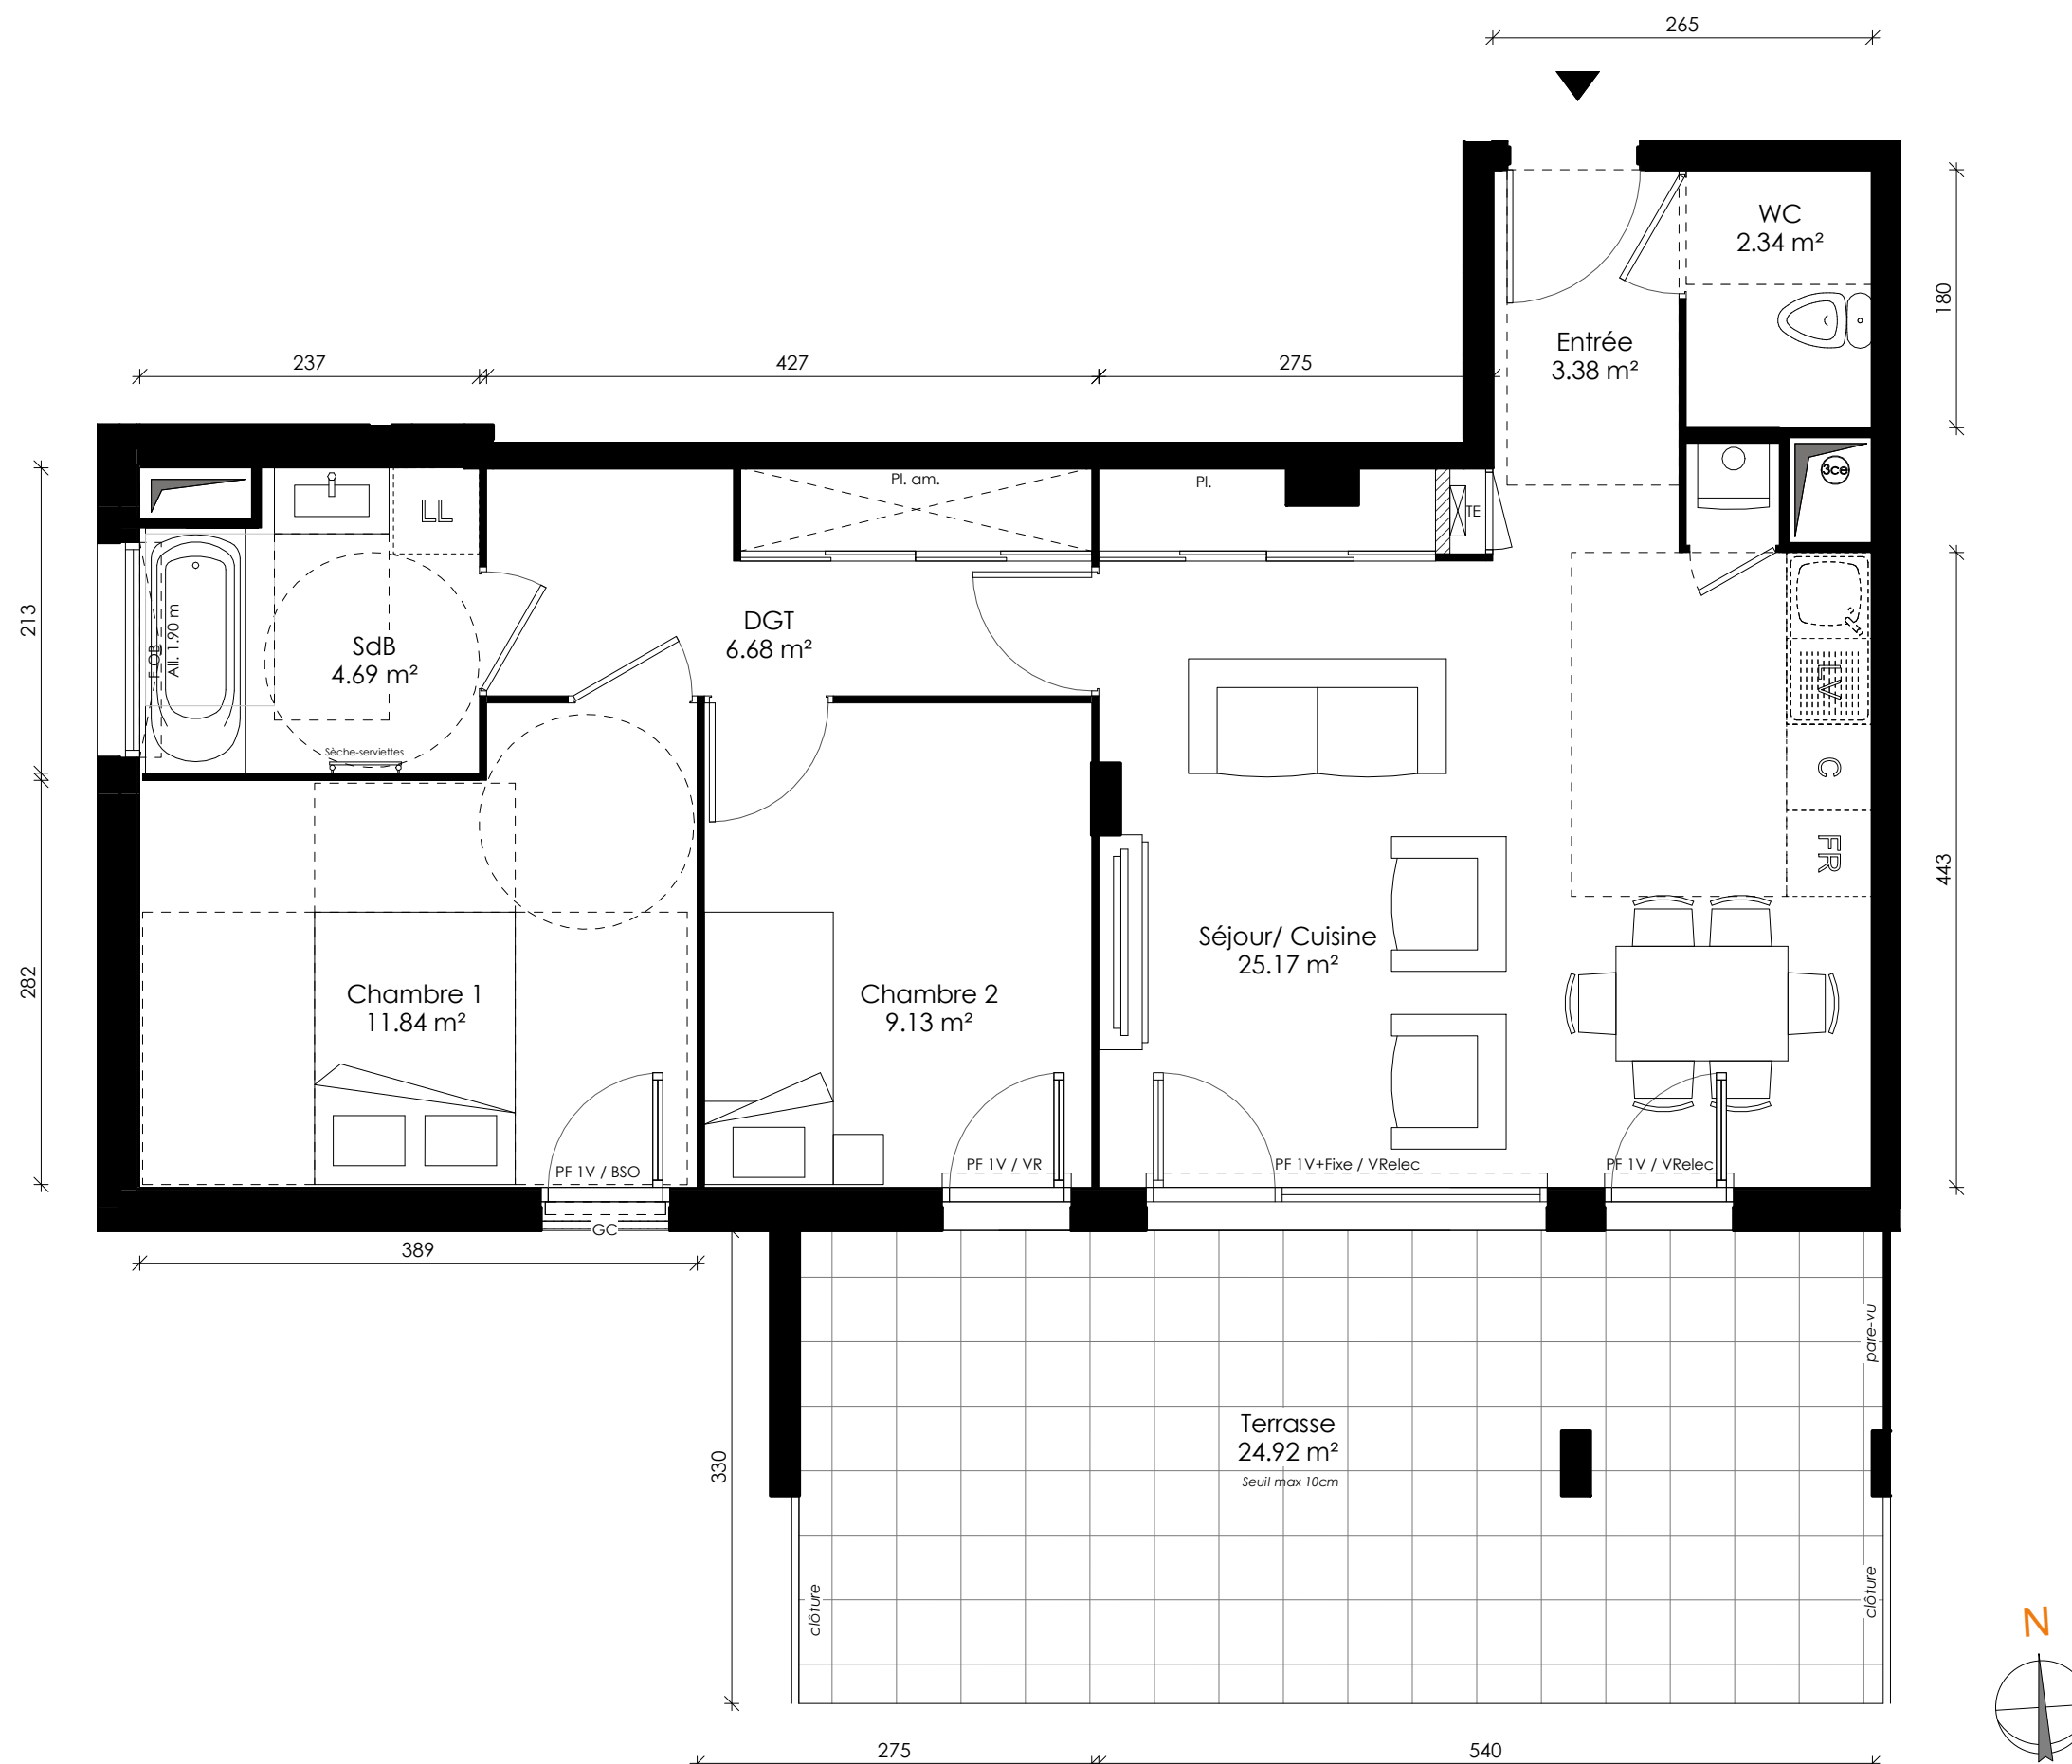 265
WC
2.34 m²
180
Entrée
3.38 m²
237
427
275
Pl. am.
Pl.
TE
3ce
LL
213
F OB
All. 1.90 m
SdB
4.69 m²
Sèche-serviettes
DGT
6.68 m²
LV
C
FR
443
282
Chambre 1
11.84 m²
Chambre 2
9.13 m²
Séjour/ Cuisine
25.17 m²
PF 1V / BSO
PF 1V / VR
PF 1V+Fixe / VRelec
PF 1V / VRelec
GC
389
pare-vu
330
Terrasse
24.92 m²
Seuil max 10cm
clôture
clôture
N
275
540